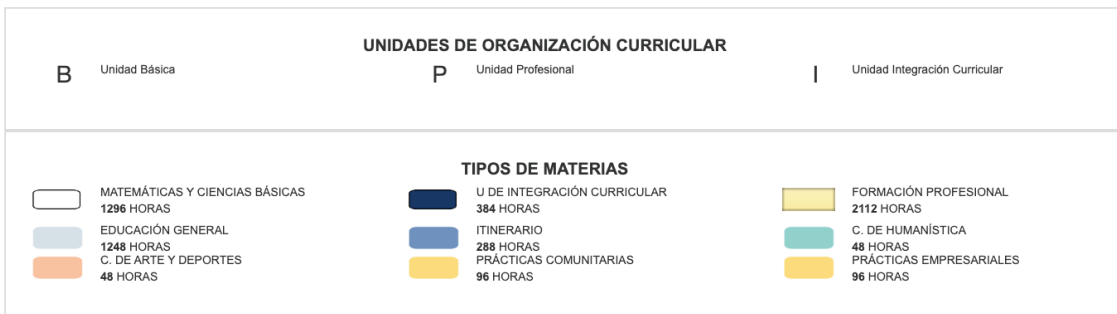 UNIDADES DE ORGANIZACIÓN CURRICULAR
B Unidad Básica P Unidad Profesional I Unidad Integración Curricular
TIPOS DE MATERIAS
MATEMÁTICAS Y CIENCIAS BÁSICAS
1296 HORAS
U DE INTEGRACIÓN CURRICULAR
384 HORAS
FORMACIÓN PROFESIONAL
2112 HORAS
EDUCACIÓN GENERAL
1248 HORAS
ITINERARIO
288 HORAS
C. DE HUMANÍSTICA
48 HORAS
C. DE ARTE Y DEPORTES
48 HORAS
PRÁCTICAS COMUNITARIAS
96 HORAS
PRÁCTICAS EMPRESARIALES
96 HORAS